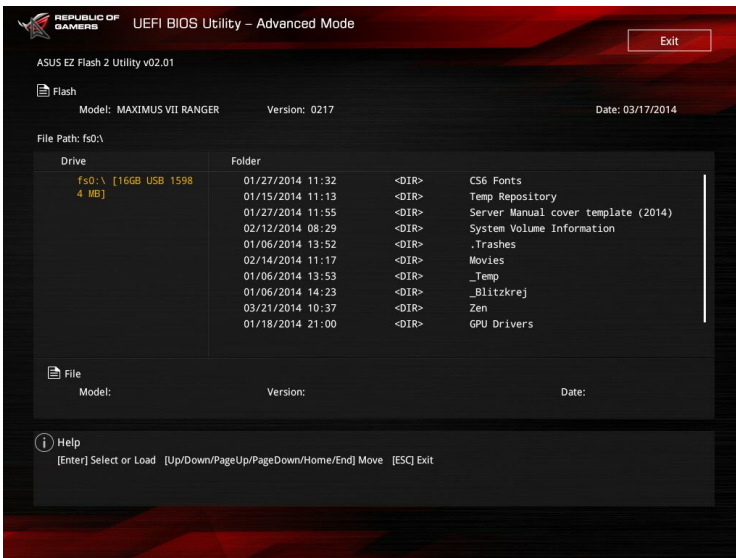 REPUBLIC OF
GAMERS
UEFI BIOS Utility – Advanced Mode
Exit
ASUS EZ Flash 2 Utility v02.01
Flash
Model: MAXIMUS VII RANGER Version: 0217 Date: 03/17/2014
File Path: fs0:\
Drive Folder
fs0:\ [16GB USB 1598
4 MB]
01/27/2014 11:32 <DIR> CS6 Fonts
01/15/2014 11:13 <DIR> Temp Repository
01/27/2014 11:55 <DIR> Server Manual cover template (2014)
02/12/2014 08:29 <DIR> System Volume Information
01/06/2014 13:52 <DIR> .Trashes
02/14/2014 11:17 <DIR> Movies
01/06/2014 13:53 <DIR> _Temp
01/06/2014 14:23 <DIR> _Blitzkrej
03/21/2014 10:37 <DIR> Zen
01/18/2014 21:00 <DIR> GPU Drivers
File
Model: Version: Date:
Help
[Enter] Select or Load [Up/Down/PageUp/PageDown/Home/End] Move [ESC] Exit